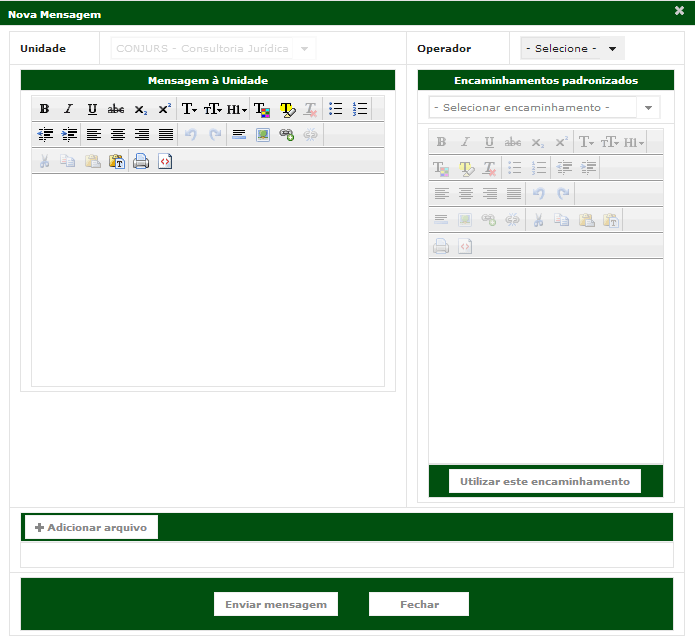 Nova Mensagem
Unidade
CONJURS - Consultoria Jurídica
Operador
- Selecione -
Mensagem à Unidade
Encaminhamentos padronizados
- Selecionar encaminhamento -
Utilizar este encaminhamento
Adicionar arquivo
Enviar mensagem
Fechar